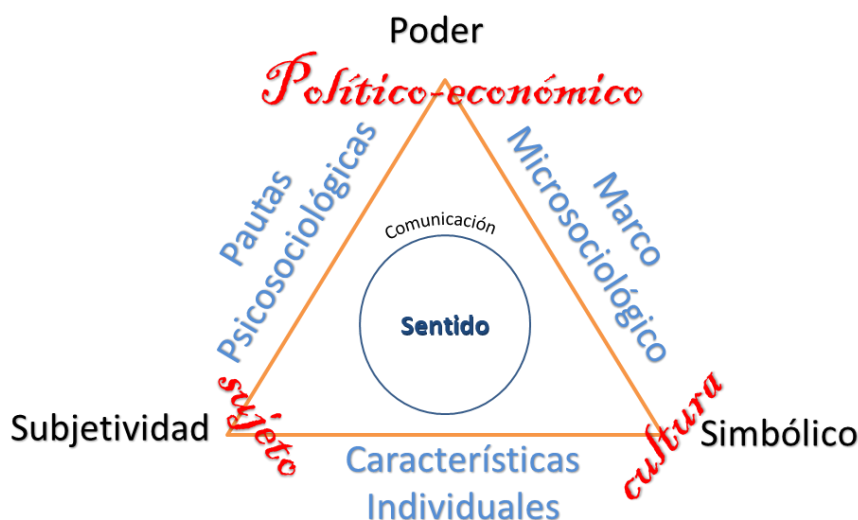 Poder
Político-económico
Pautas
Psicosociológicas
Marco
Microsociológico
Comunicación
Sentido
sujeto
cultura
Subjetividad
Simbólico
Características
Individuales